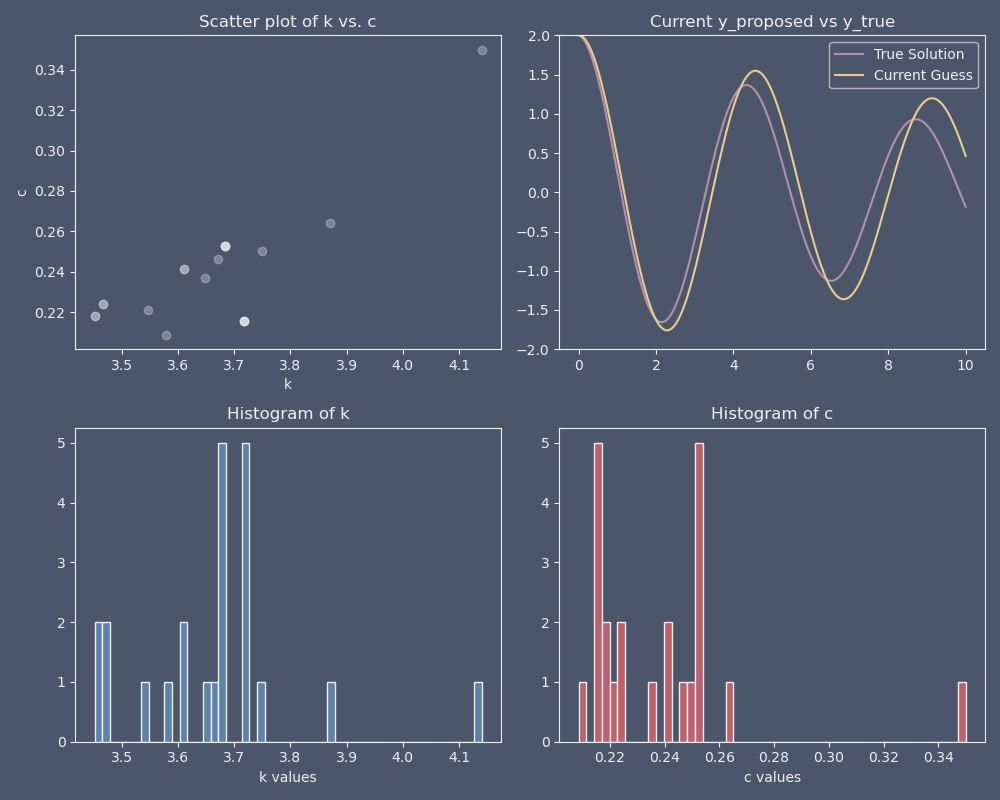 Scatter plot of k vs. c
c
0.34
0.32
0.30
0.28
0.26
0.24
0.22
3.5 3.6 3.7 3.8 3.9 4.0 4.1
k
Current y_proposed vs y_true
True Solution
Current Guess
2.0
1.5
1.0
0.5
0.0
−0.5
−1.0
−1.5
−2.0
0 2 4 6 8 10
Histogram of k
5
4
3
2
1
0
3.5 3.6 3.7 3.8 3.9 4.0 4.1
k values
Histogram of c
5
4
3
2
1
0
0.22 0.24 0.26 0.28 0.30 0.32 0.34
c values